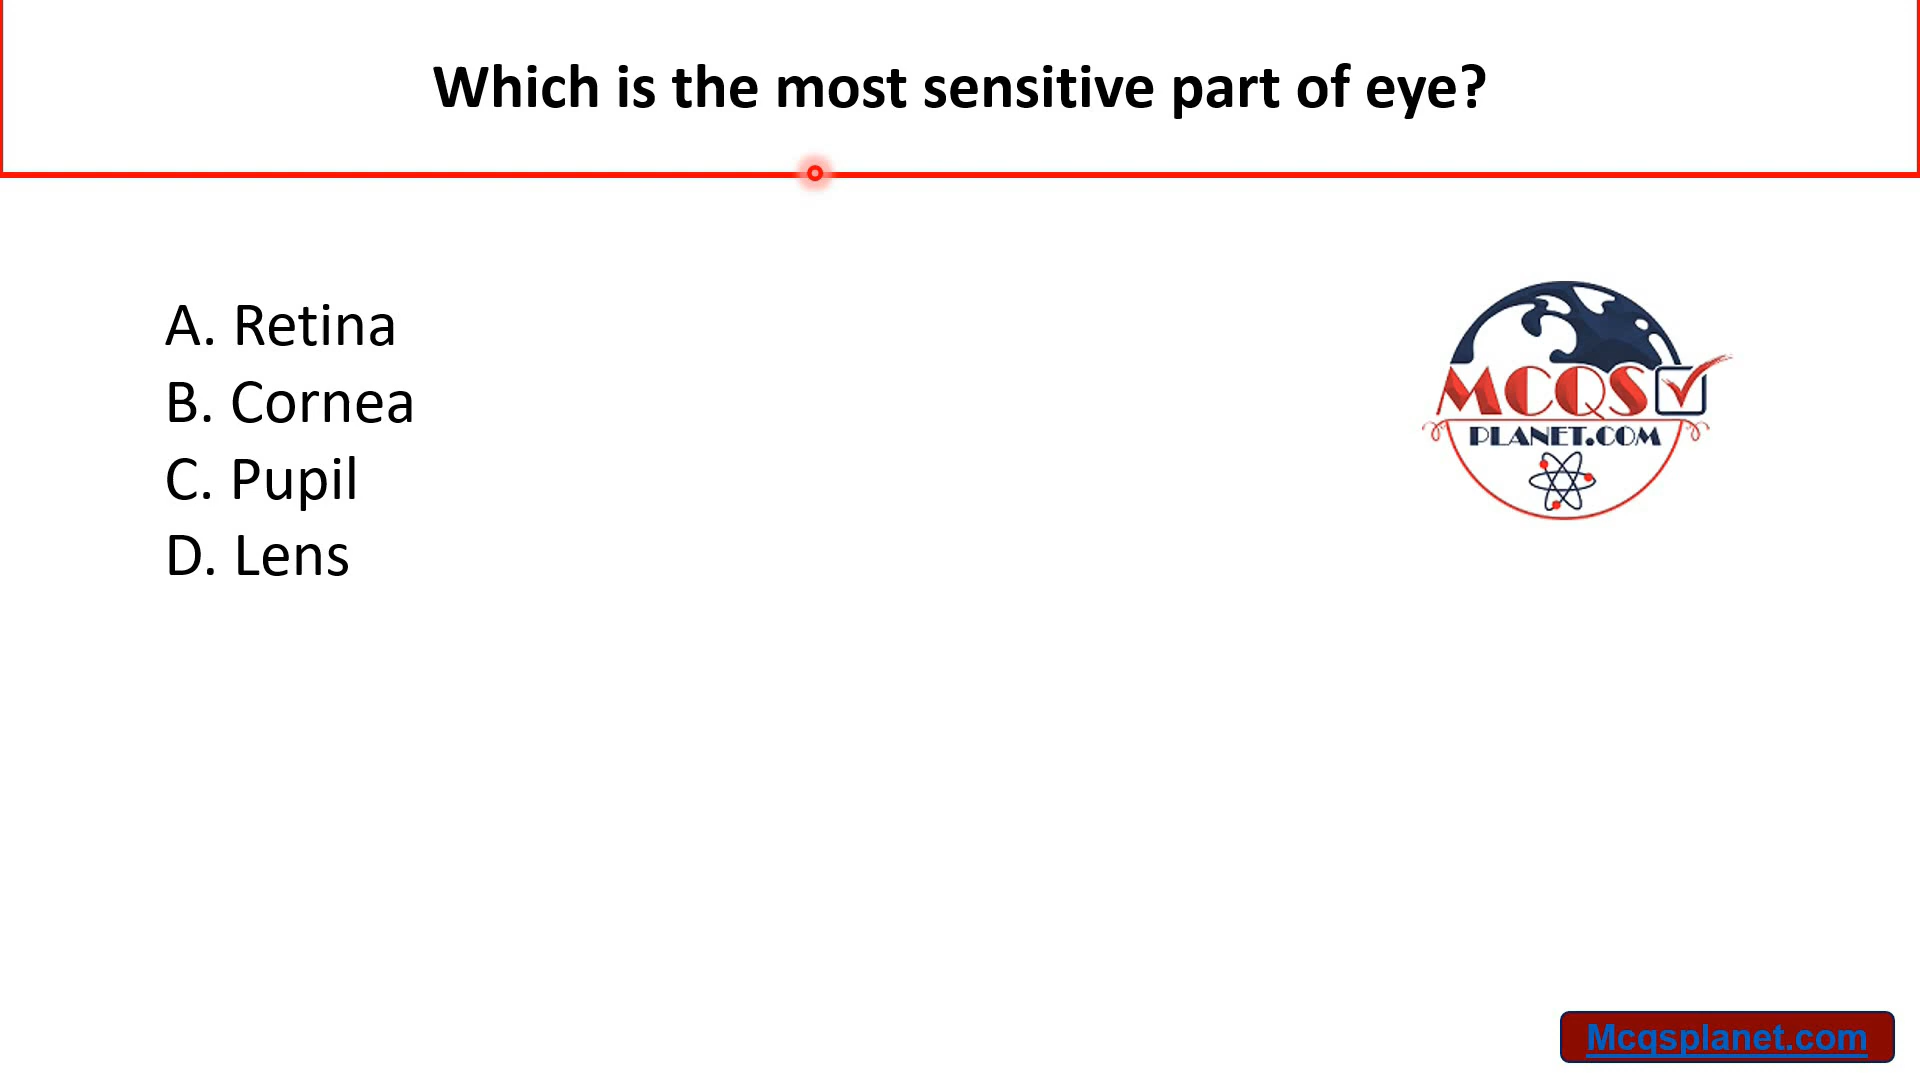 Which is the most sensitive part of eye?
A. Retina
B. Cornea
C. Pupil
D. Lens
MCQS
PLANET.COM
Mcqsplanet.com